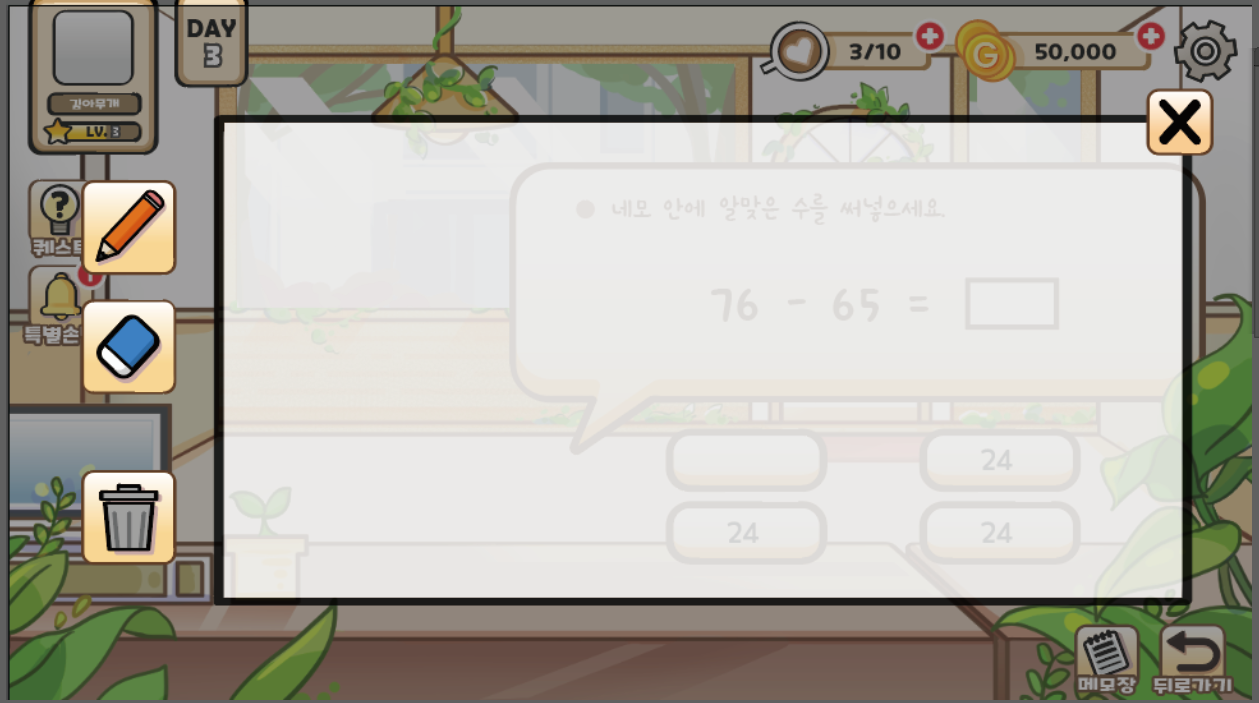 DAY
3
3/10
50,000
G
깊아무개
LV. 3
?
퀘스트
특별손
네모 안에 알맞은 수를 써넣으세요.
76 - 65 =
24
24
24
메모장
뒤로가기